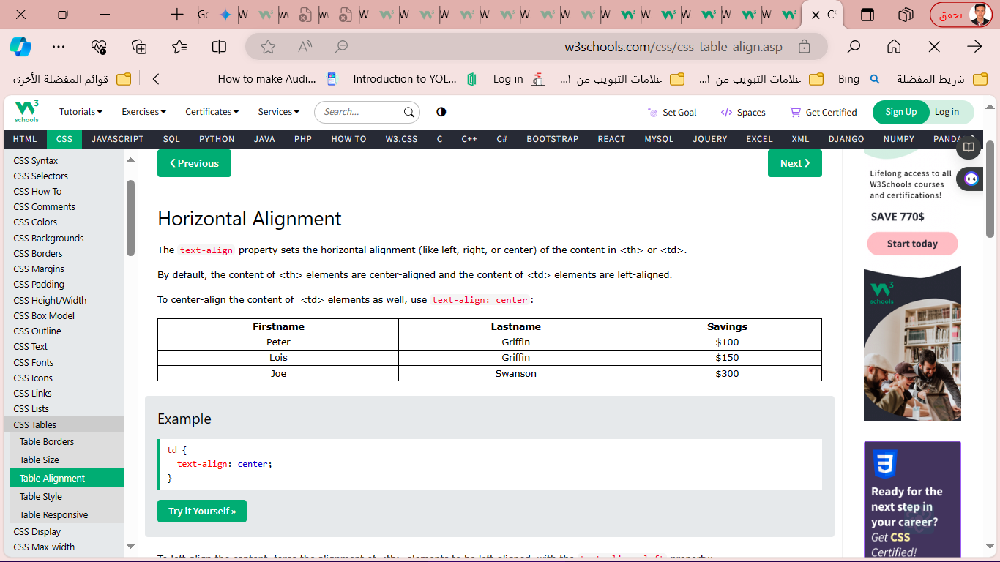 Ge
W
W
W
W
W
W
W
W
W
W
W
W
W
CS
تحقق
w3schools.com/css/css_table_align.asp
قوائم المفضلة الأخرى
How to make Audi...
Introduction to YOL...
Log in
علامات التبويب من ٢...
علامات التبويب من ٢...
Bing
شريط المفضلة
W3 schools
Tutorials
Exercises
Certificates
Services
Search...
Set Goal
Spaces
Get Certified
Sign Up
Log in
HTML CSS JAVASCRIPT SQL PYTHON JAVA PHP HOW TO W3.CSS C C++ C# BOOTSTRAP REACT MYSQL JQUERY EXCEL XML DJANGO NUMPY PANDA
CSS Syntax
CSS Selectors
CSS How To
CSS Comments
CSS Colors
CSS Backgrounds
CSS Borders
CSS Margins
CSS Padding
CSS Height/Width
CSS Box Model
CSS Outline
CSS Text
CSS Fonts
CSS Icons
CSS Links
CSS Lists
CSS Tables
Table Borders
Table Size
Table Alignment
Table Style
Table Responsive
CSS Display
CSS Max-width
❮ Previous
Next ❯
Horizontal Alignment
The text-align property sets the horizontal alignment (like left, right, or center) of the content in <th> or <td>.
By default, the content of <th> elements are center-aligned and the content of <td> elements are left-aligned.
To center-align the content of <td> elements as well, use text-align: center:
Firstname Lastname Savings
Peter Griffin $100
Lois Griffin $150
Joe Swanson $300
Example
td {
text-align: center;
}
Try it Yourself »
Lifelong access to all
W3Schools courses
and certifications!
SAVE 770$
Start today
W3 schools
Ready for the
next step in
your career?
Get CSS
Certified!